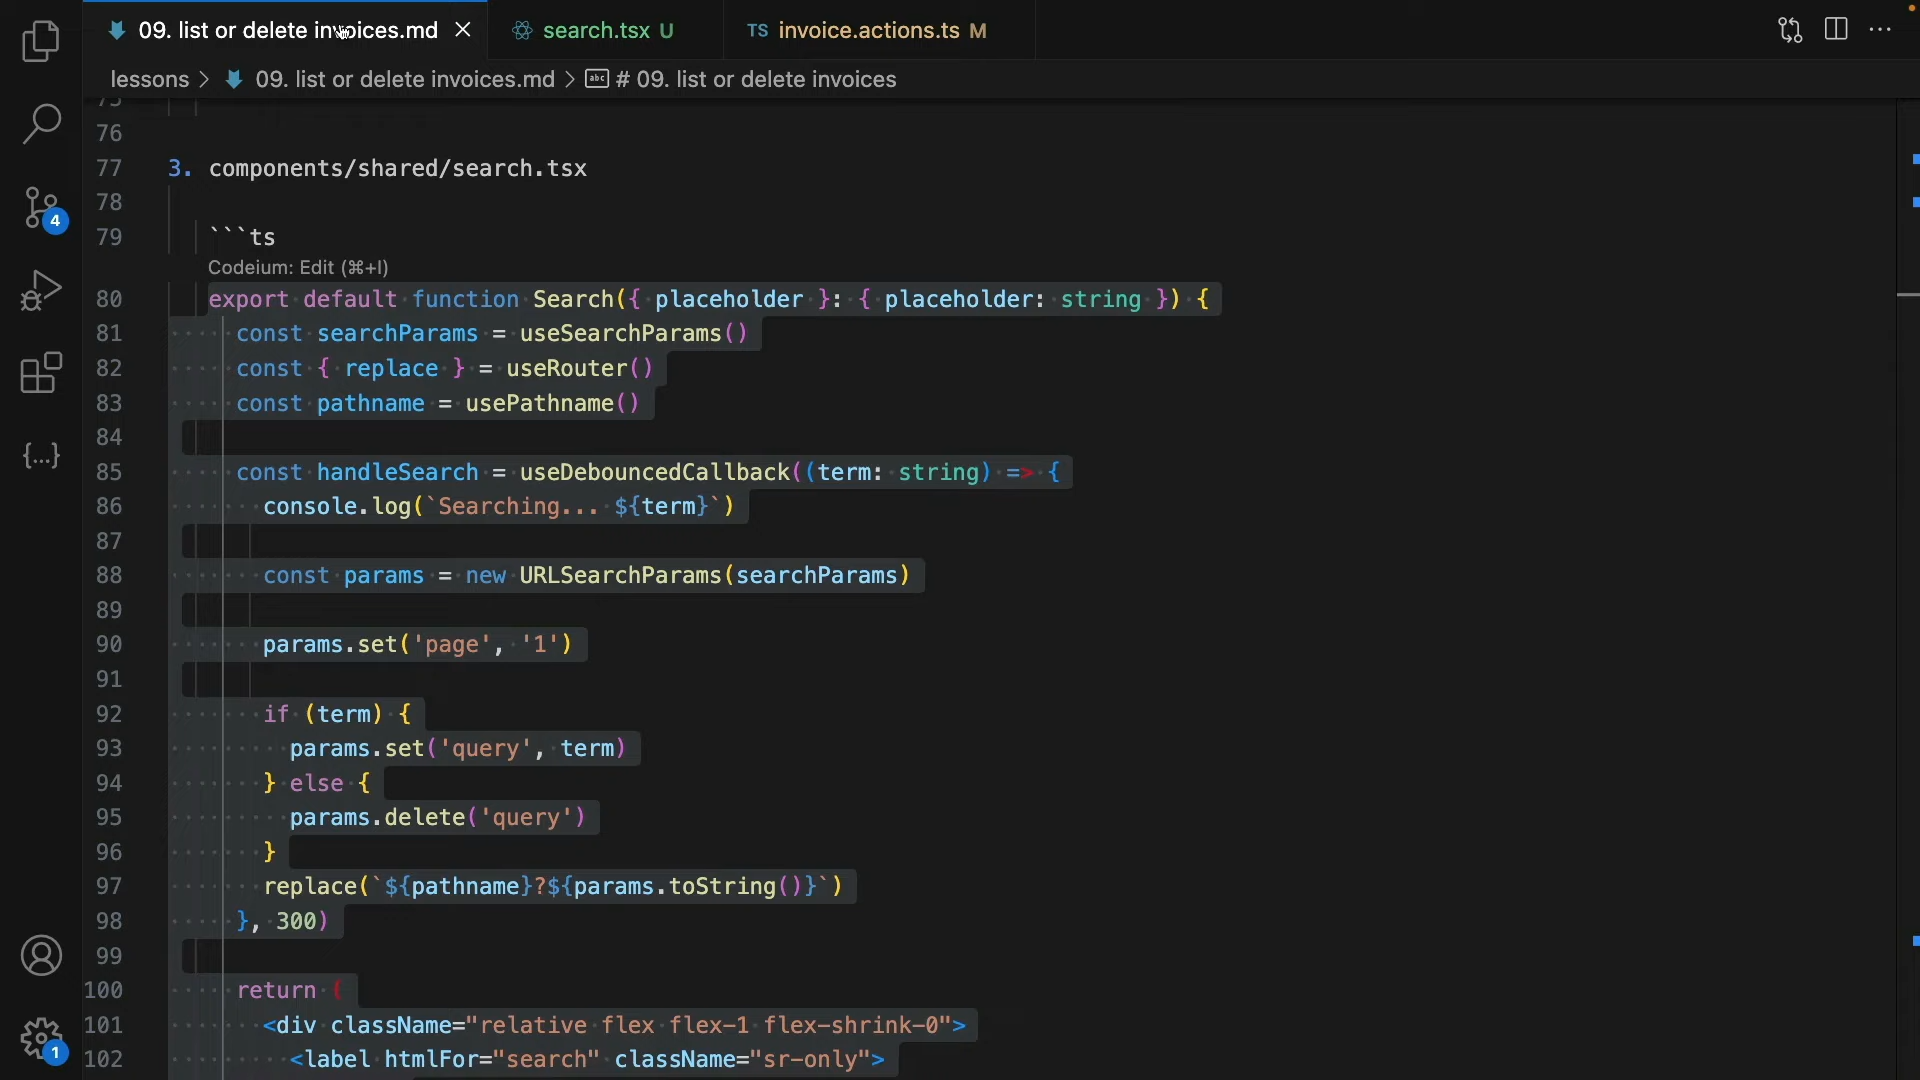 09. list or delete invoices.md
search.tsx U
TS invoice.actions.ts M
lessons > 09. list or delete invoices.md > abc # 09. list or delete invoices
75
76
77 3. components/shared/search.tsx
78
79 ```ts
Codeium: Edit (⌘+I)
80 export default function Search({ placeholder }: { placeholder: string }) {
81 const searchParams = useSearchParams()
82 const { replace } = useRouter()
83 const pathname = usePathname()
84
85 const handleSearch = useDebouncedCallback((term: string) => {
86 console.log(`Searching... ${term}`)
87
88 const params = new URLSearchParams(searchParams)
89
90 params.set('page', '1')
91
92 if (term) {
93 params.set('query', term)
94 } else {
95 params.delete('query')
96 }
97 replace(`${pathname}?${params.toString()}`)
98 }, 300)
99
100 return (
101 <div className="relative flex flex-1 flex-shrink-0">
102 <label htmlFor="search" className="sr-only">
4
1